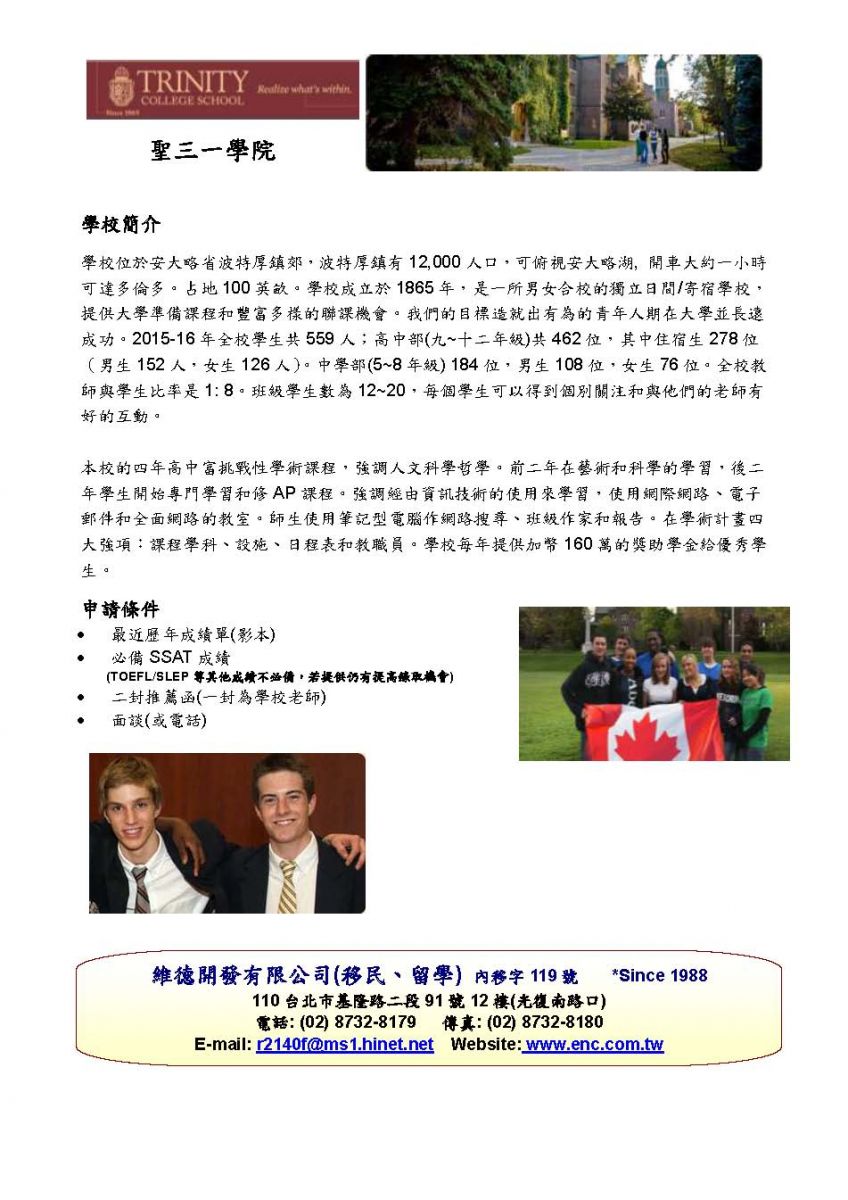 TRINITY
COLLEGE SCHOOL
Realize what's within.
Since 1865
聖三一學院
學校簡介
學校位於安大略省波特厚鎮郊，波特厚鎮有 12,000 人口，可俯視安大略湖, 開車大約一小時
可達多倫多。占地 100 英畝。學校成立於 1865 年，是一所男女合校的獨立日間/寄宿學校，
提供大學準備課程和豐富多樣的聯課機會。我們的目標造就出有為的青年人期在大學並長遠
成功。2015-16 年全校學生共 559 人；高中部(九~十二年級)共 462 位，其中住宿生 278 位
（男生 152 人，女生 126 人)。中學部(5~8 年級) 184 位，男生 108 位，女生 76 位。全校教
師與學生比率是 1: 8。班級學生數為 12~20，每個學生可以得到個別關注和與他們的老師有
好的互動。
本校的四年高中富挑戰性學術課程，強調人文科學哲學。前二年在藝術和科學的學習，後二
年學生開始專門學習和修 AP 課程。強調經由資訊技術的使用來學習，使用網際網路、電子
郵件和全面網路的教室。師生使用筆記型電腦作網路搜尋、班級作家和報告。在學術計畫四
大強項：課程學科、設施、日程表和教職員。學校每年提供加幣 160 萬的獎助學金給優秀學
生。
申請條件
• 最近歷年成績單(影本)
• 必備 SSAT 成績
(TOEFL/SLEP 等其他成績不必備，若提供仍有提高錄取機會)
• 二封推薦函(一封為學校老師)
• 面談(或電話)
維德開發有限公司(移民、留學) 內移字 119 號 *Since 1988
110 台北市基隆路二段 91 號 12 樓(光復南路口)
電話: (02) 8732-8179 傳真: (02) 8732-8180
E-mail: r2140f@ms1.hinet.net Website: www.enc.com.tw